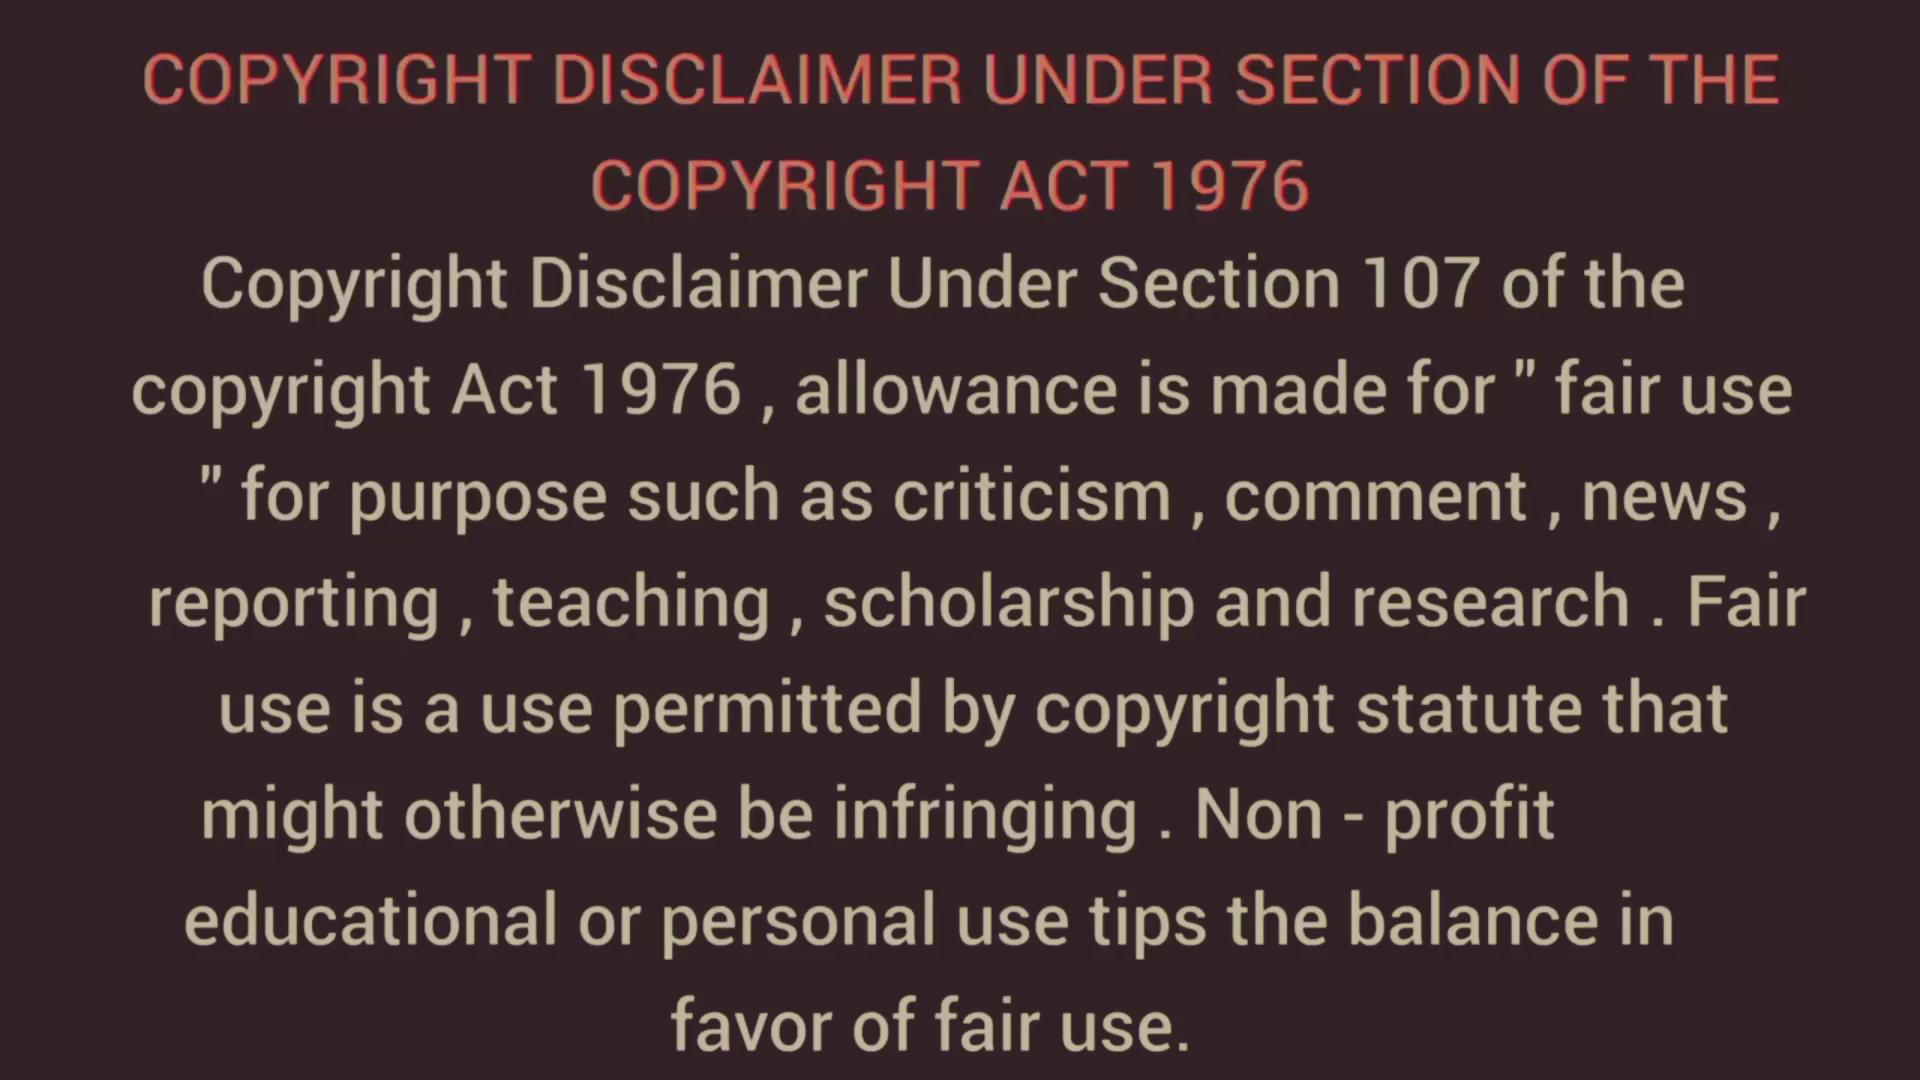 COPYRIGHT DISCLAIMER UNDER SECTION OF THE
COPYRIGHT ACT 1976
Copyright Disclaimer Under Section 107 of the
copyright Act 1976 , allowance is made for " fair use
" for purpose such as criticism , comment , news ,
reporting , teaching , scholarship and research . Fair
use is a use permitted by copyright statute that
might otherwise be infringing . Non - profit
educational or personal use tips the balance in
favor of fair use.